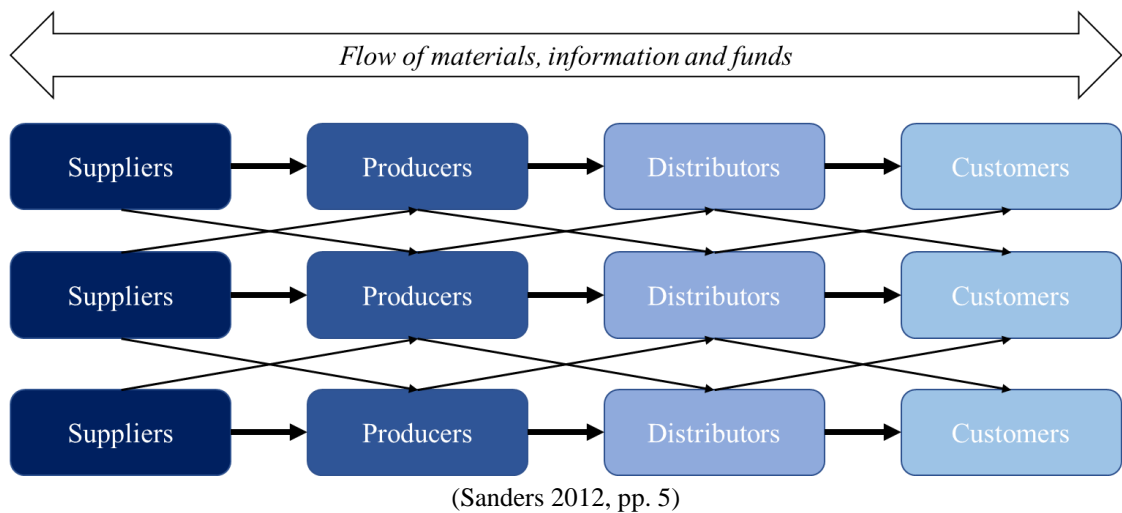 Flow of materials, information and funds
Suppliers
Producers
Distributors
Customers
Suppliers
Producers
Distributors
Customers
Suppliers
Producers
Distributors
Customers
(Sanders 2012, pp. 5)